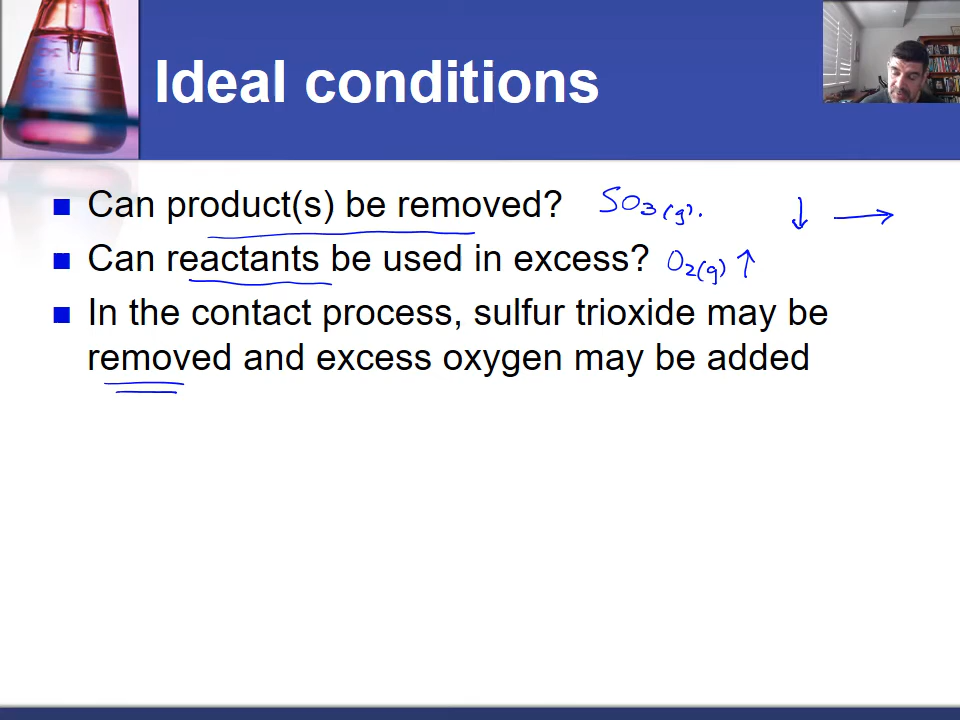 Ideal conditions
Can product(s) be removed? SO₃(g). ↓ →
Can reactants be used in excess? O₂(g) ↑
In the contact process, sulfur trioxide may be
removed and excess oxygen may be added